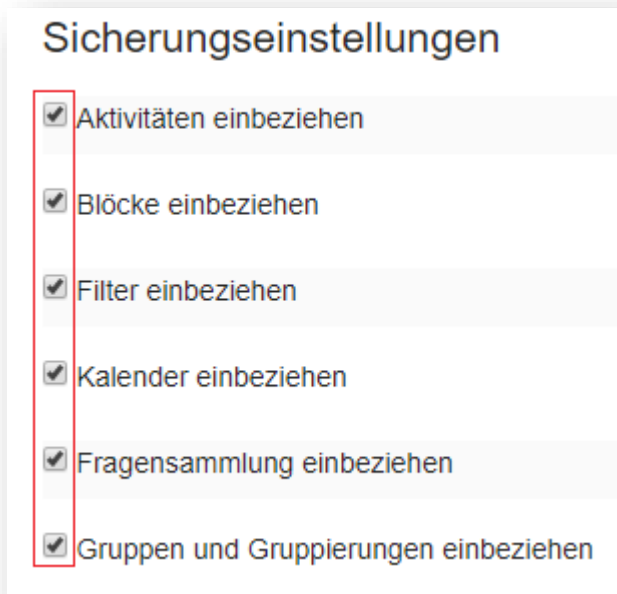 Sicherungseinstellungen
Aktivitäten einbeziehen
Blöcke einbeziehen
Filter einbeziehen
Kalender einbeziehen
Fragensammlung einbeziehen
Gruppen und Gruppierungen einbeziehen